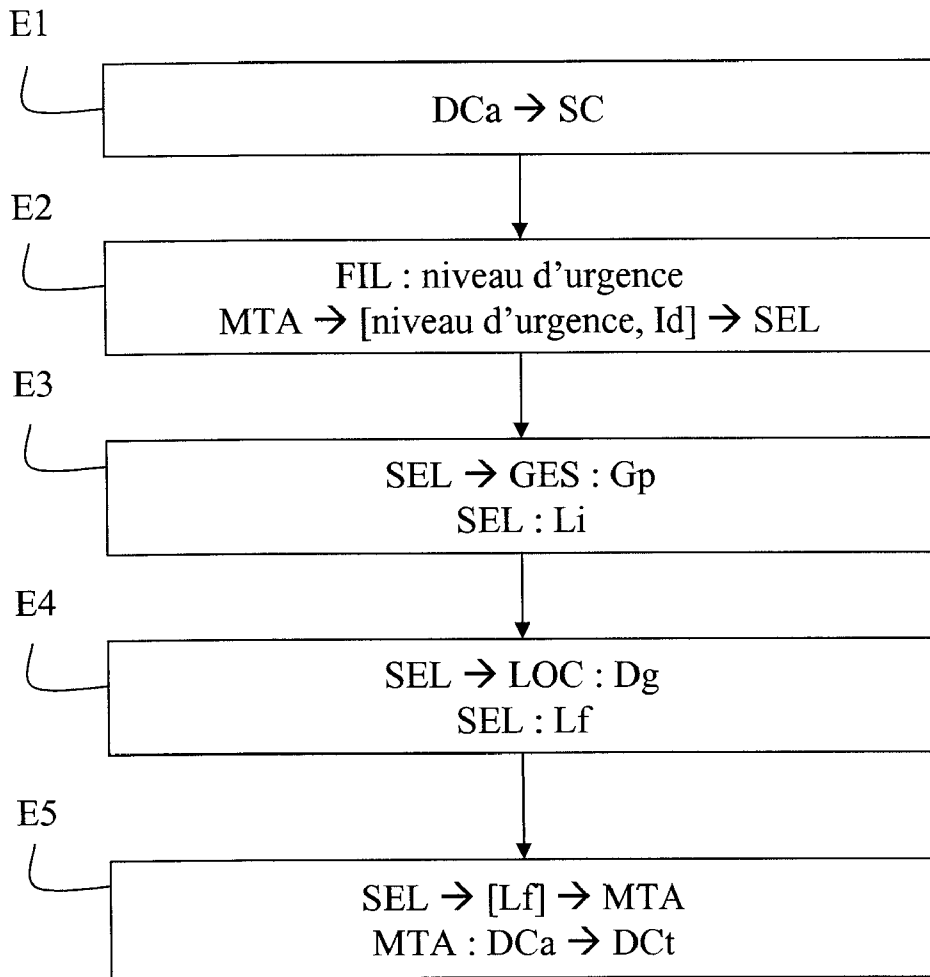 E1
DCa → SC
E2
FIL : niveau d'urgence
MTA → [niveau d'urgence, Id] → SEL
E3
SEL → GES : Gp
SEL : Li
E4
SEL → LOC : Dg
SEL : Lf
E5
SEL → [Lf] → MTA
MTA : DCa → DCt